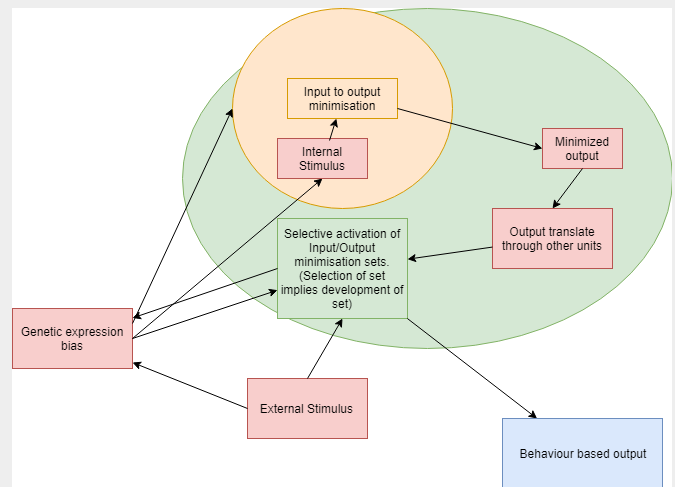 Input to output
minimisation
Internal
Stimulus
Minimized
output
Selective activation of
Input/Output
minimisation sets.
(Selection of set
implies development of
set)
Output translate
through other units
Genetic expression
bias
External Stimulus
Behaviour based output